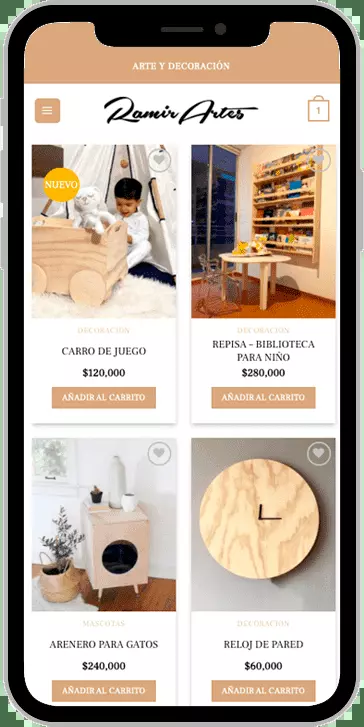 ARTE Y DECORACIÓN
Ramir Artes
1
NUEVO
DECORACIÓN
CARRO DE JUEGO
$120,000
AÑADIR AL CARRITO
DECORACIÓN
REPISA – BIBLIOTECA
PARA NIÑO
$280,000
AÑADIR AL CARRITO
MASCOTAS
ARENERO PARA GATOS
$240,000
AÑADIR AL CARRITO
DECORACIÓN
RELOJ DE PARED
$60,000
AÑADIR AL CARRITO